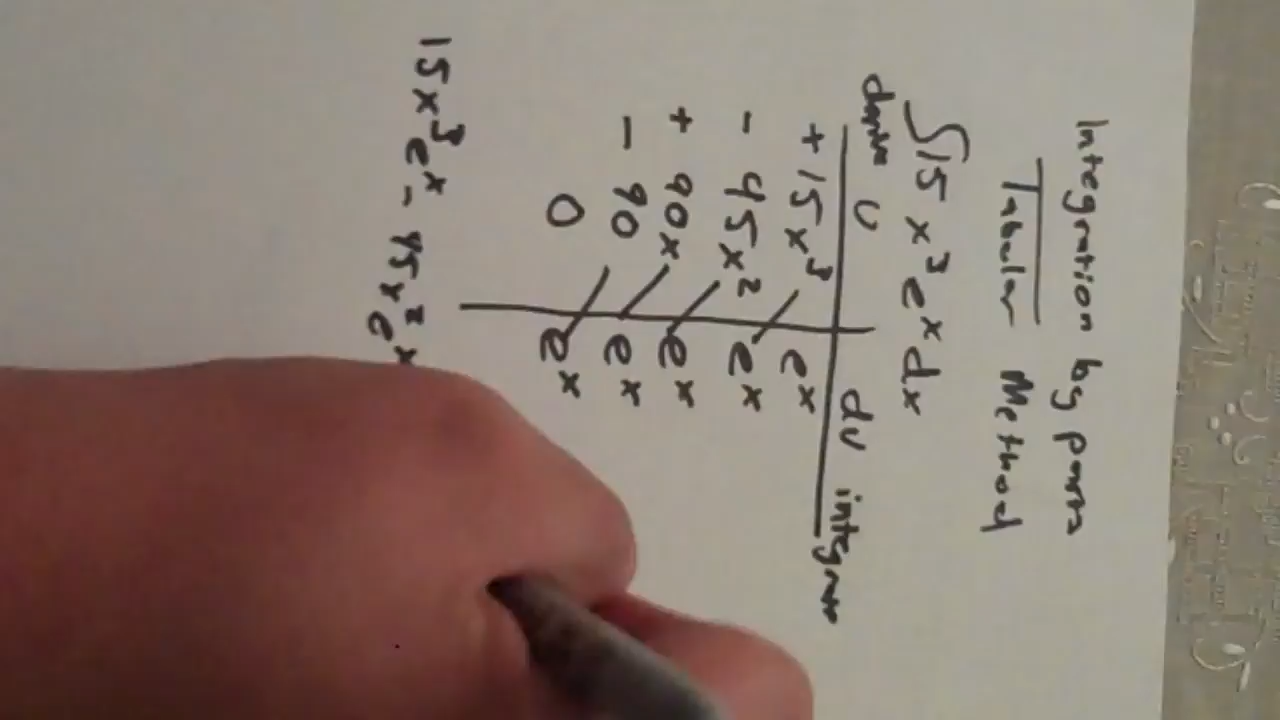 Integration by parts
Tabular Method
∫15x³eˣdx
derive u dv integrate
+ 15x³ eˣ
- 45x² eˣ
+ 90x eˣ
- 90 eˣ
0 eˣ
15x³eˣ - 45x²eˣ